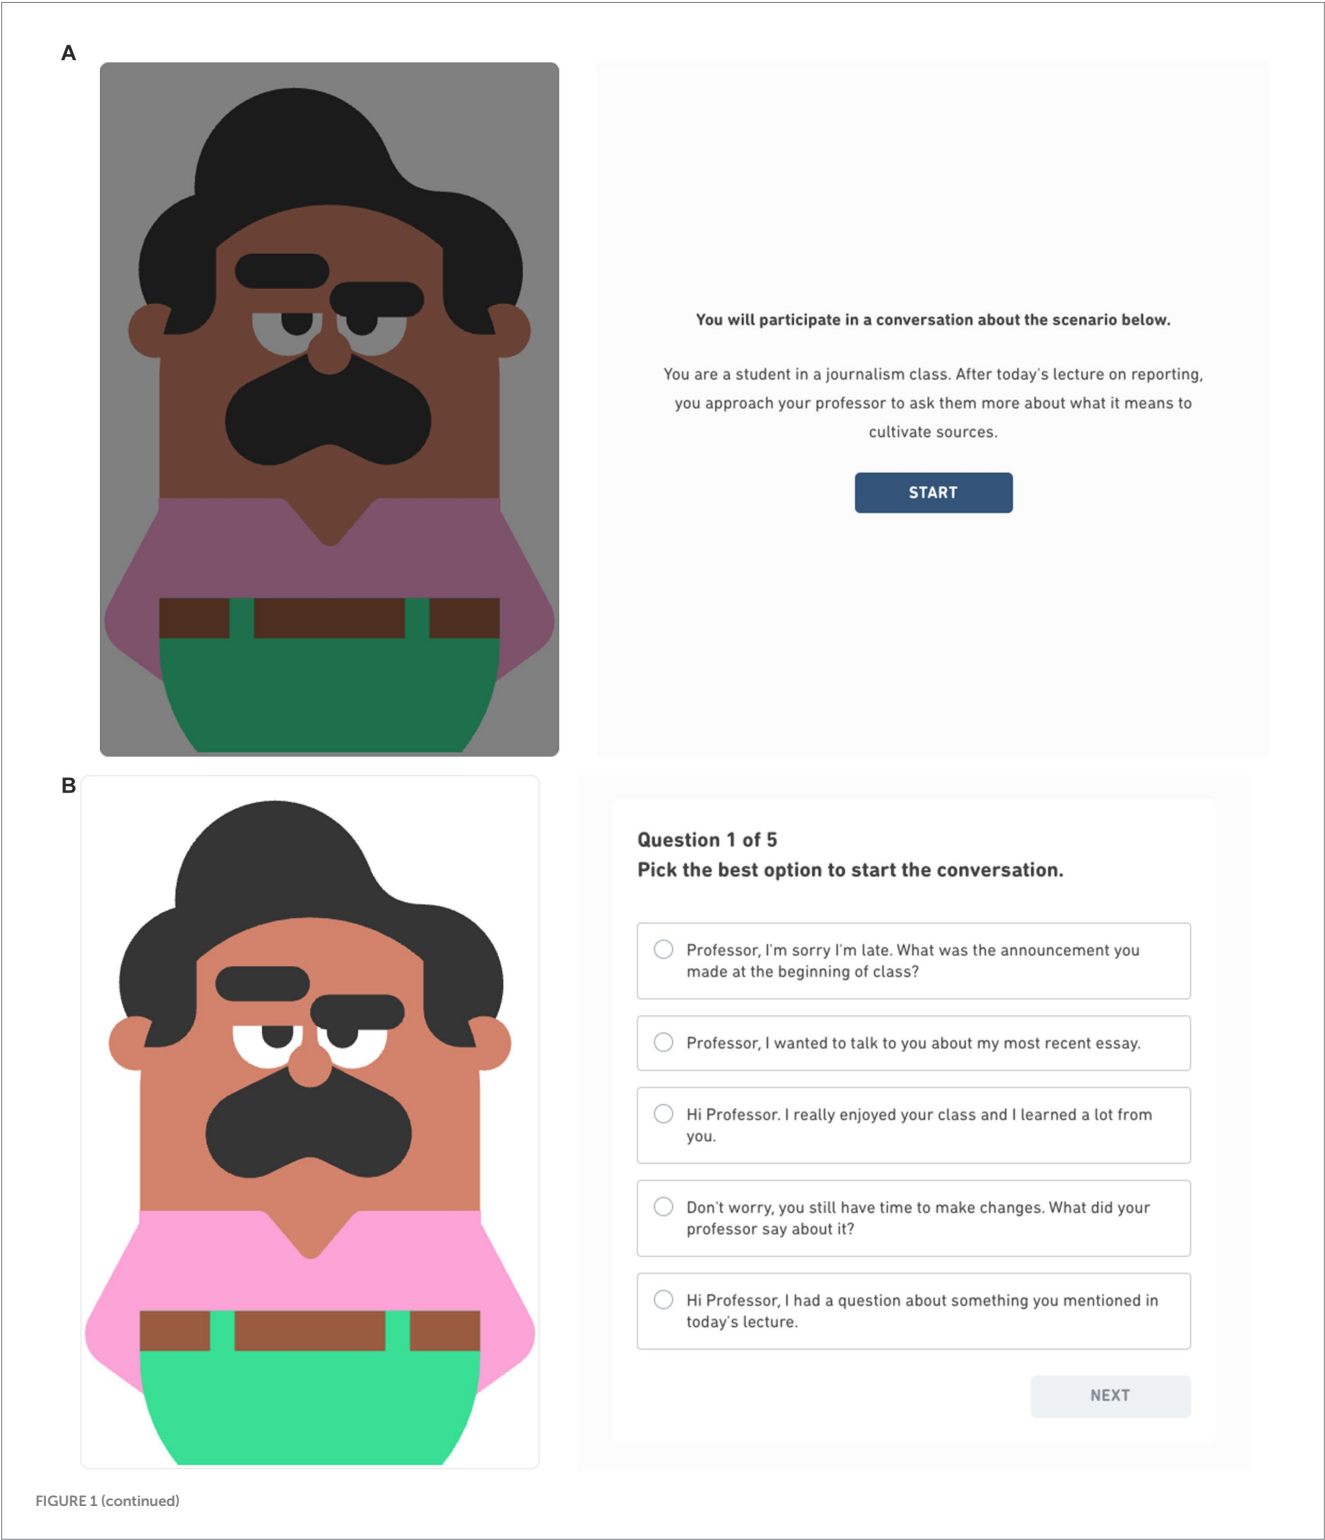 A
You will participate in a conversation about the scenario below.
You are a student in a journalism class. After today's lecture on reporting,
you approach your professor to ask them more about what it means to
cultivate sources.
START
B
Question 1 of 5
Pick the best option to start the conversation.
Professor, I'm sorry I'm late. What was the announcement you
made at the beginning of class?
Professor, I wanted to talk to you about my most recent essay.
Hi Professor. I really enjoyed your class and I learned a lot from
you.
Don't worry, you still have time to make changes. What did your
professor say about it?
Hi Professor, I had a question about something you mentioned in
today's lecture.
NEXT
FIGURE 1 (continued)